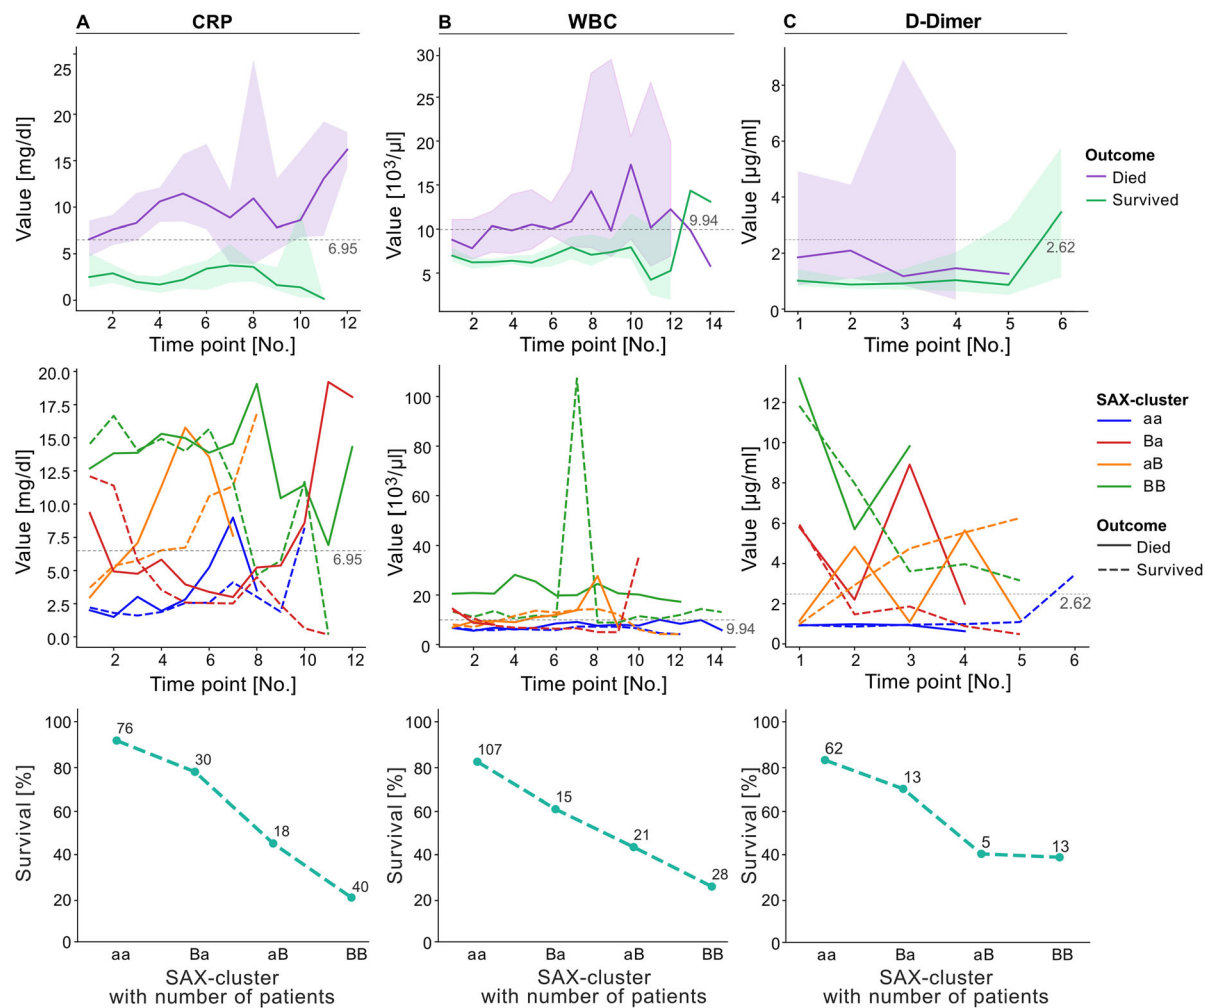 A CRP
B WBC
C D-Dimer
Value [mg/dl]
25
20
15
10
5
0
6.95
2 4 6 8 10 12
Time point [No.]
Value [10³/µl]
30
25
20
15
10
5
9.94
2 4 6 8 10 12 14
Time point [No.]
Value [µg/ml]
8
6
4
2
0
2.62
1 2 3 4 5 6
Time point [No.]
Outcome
Died
Survived
Value [mg/dl]
20.0
17.5
15.0
12.5
10.0
7.5
5.0
2.5
0.0
6.95
2 4 6 8 10 12
Time point [No.]
Value [10³/µl]
100
80
60
40
20
0
9.94
2 4 6 8 10 12 14
Time point [No.]
Value [µg/ml]
12
10
8
6
4
2
0
2.62
1 2 3 4 5 6
Time point [No.]
SAX-cluster
aa
Ba
aB
BB
Outcome
Died
Survived
Survival [%]
100
80
60
40
20
0
76
30
18
40
aa Ba aB BB
SAX-cluster
with number of patients
Survival [%]
100
80
60
40
20
0
107
15
21
28
aa Ba aB BB
SAX-cluster
with number of patients
Survival [%]
100
80
60
40
20
0
62
13
5
13
aa Ba aB BB
SAX-cluster
with number of patients